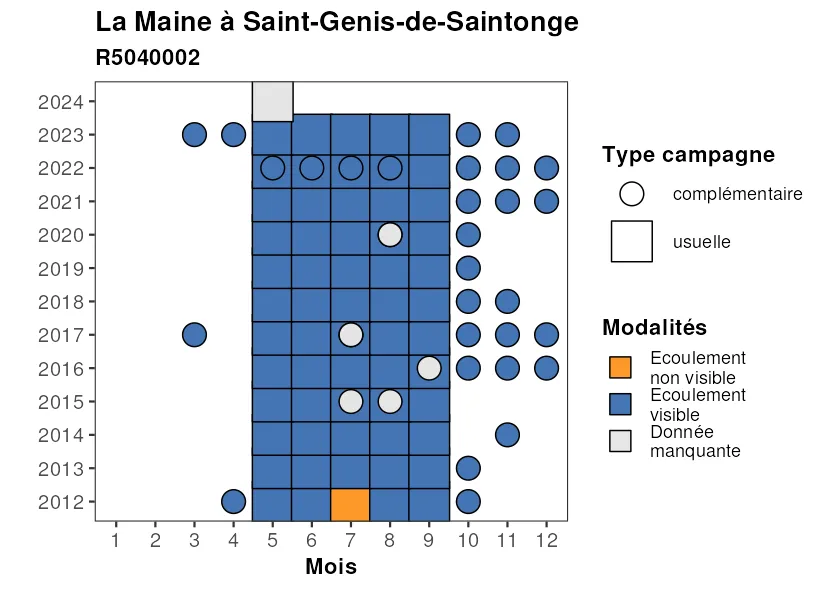 La Maine à Saint-Genis-de-Saintonge
R5040002
2024
2023
2022
2021
2020
2019
2018
2017
2016
2015
2014
2013
2012
1 2 3 4 5 6 7 8 9 10 11 12
Mois
Type campagne
complémentaire
usuelle
Modalités
Ecoulement
non visible
Ecoulement
visible
Donnée
manquante